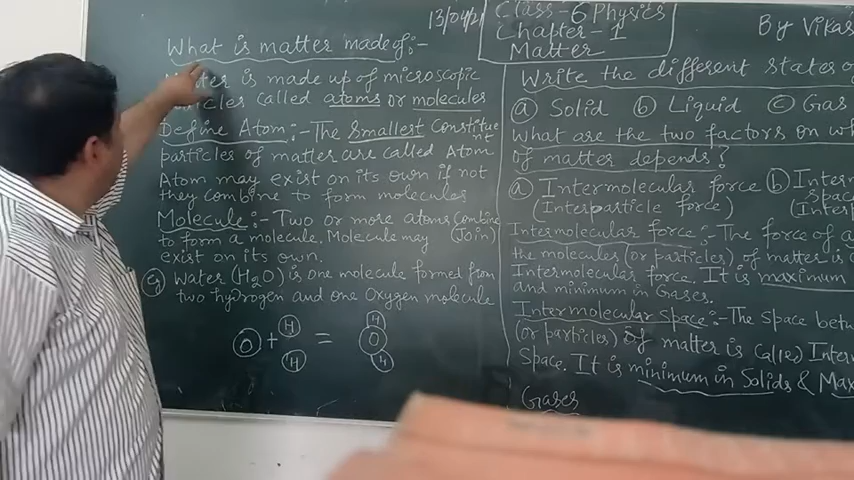 13/04/21
Class-6 Physics
Chapter-1
Matter
By Vikas
What is matter made of:-
Matter is made up of microscopic
particles called atoms or molecules
Define Atom:- The Smallest Constituent
particles of matter are called Atom
Atom may exist on its own if not
they combine to form molecules
Molecule:- Two or more atoms combine
to form a molecule. Molecule may (Join)
exist on its own.
eg Water (H2O) is one molecule formed from
two hydrogen and one Oxygen molecule
O + H H = H O H
Write the different states of
a Solid b Liquid c Gas
What are the two factors on
of matter depends?
a Intermolecular force b
(Interparticle force)
Intermolecular force:- The force of
the molecules (or particles) of matter is
Intermolecular force. It is maximum
and minimum in Gases.
Intermolecular Space:- The Space
(or particles) of matter is called
Space. It is minimum in Solids &
Gases